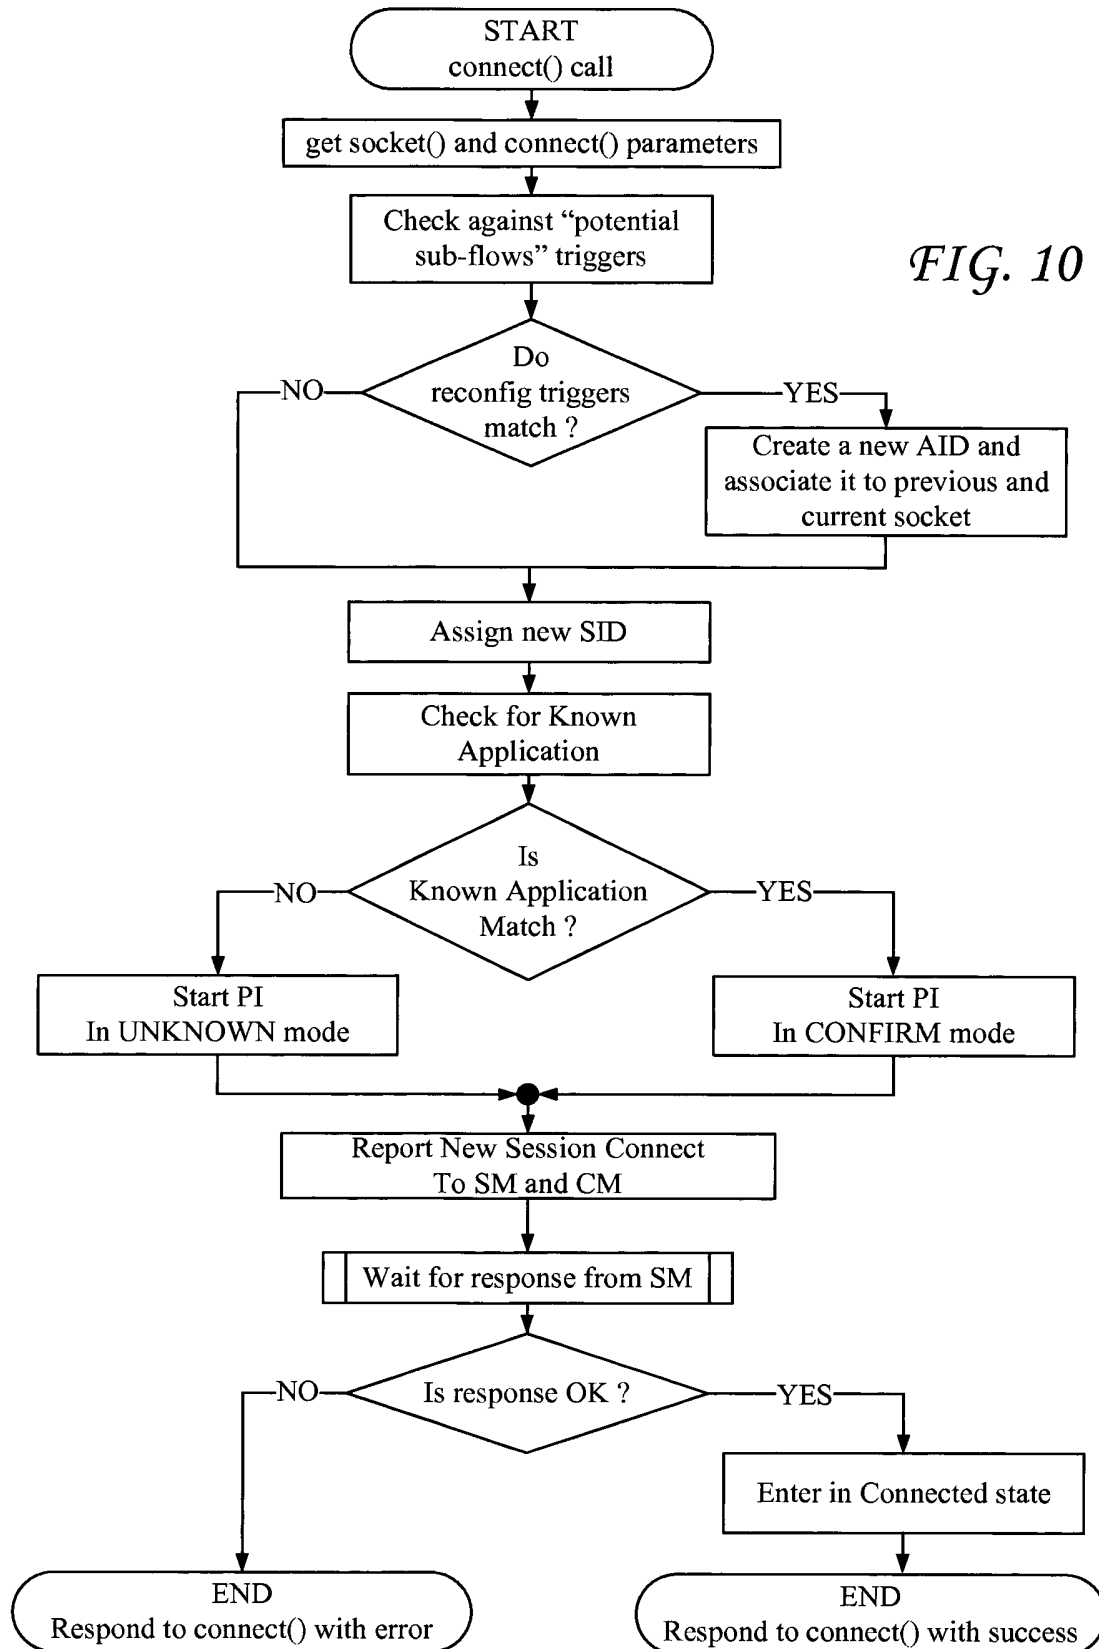 START
connect() call
get socket() and connect() parameters
Check against “potential
sub-flows” triggers
FIG. 10
Do
reconfig triggers
match ?
NO
YES
Create a new AID and
associate it to previous and
current socket
Assign new SID
Check for Known
Application
Is
Known Application
Match ?
NO
YES
Start PI
In UNKNOWN mode
Start PI
In CONFIRM mode
Report New Session Connect
To SM and CM
Wait for response from SM
Is response OK ?
NO
YES
Enter in Connected state
END
Respond to connect() with error
END
Respond to connect() with success